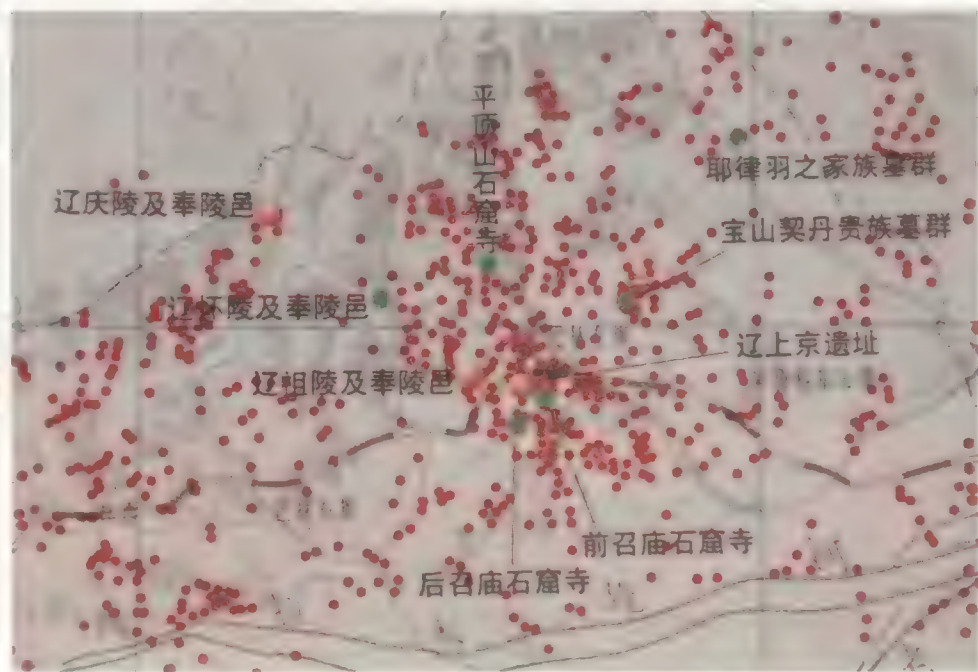 平顶山石窟寺
耶律羽之家族墓群
辽庆陵及奉陵邑
宝山契丹贵族墓群
辽怀陵及奉陵邑
辽上京遗址
辽祖陵及奉陵邑
前召庙石窟寺
后召庙石窟寺